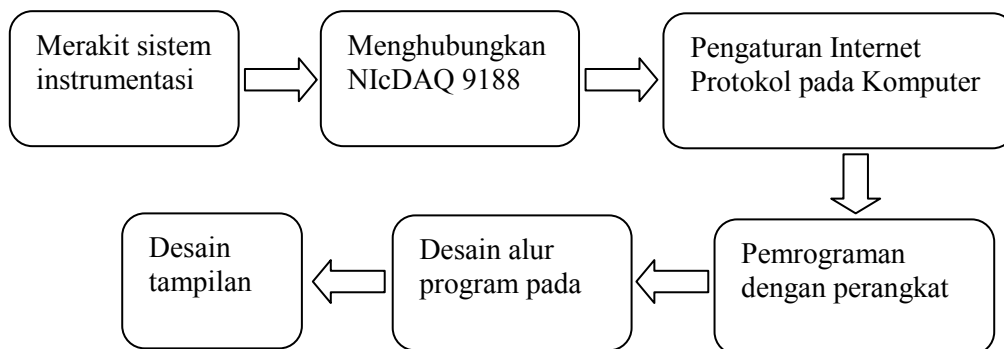 Merakit sistem
instrumentasi
Menghubungkan
NIcDAQ 9188
Pengaturan Internet
Protokol pada Komputer
Pemrograman
dengan perangkat
Desain alur
program pada
Desain
tampilan